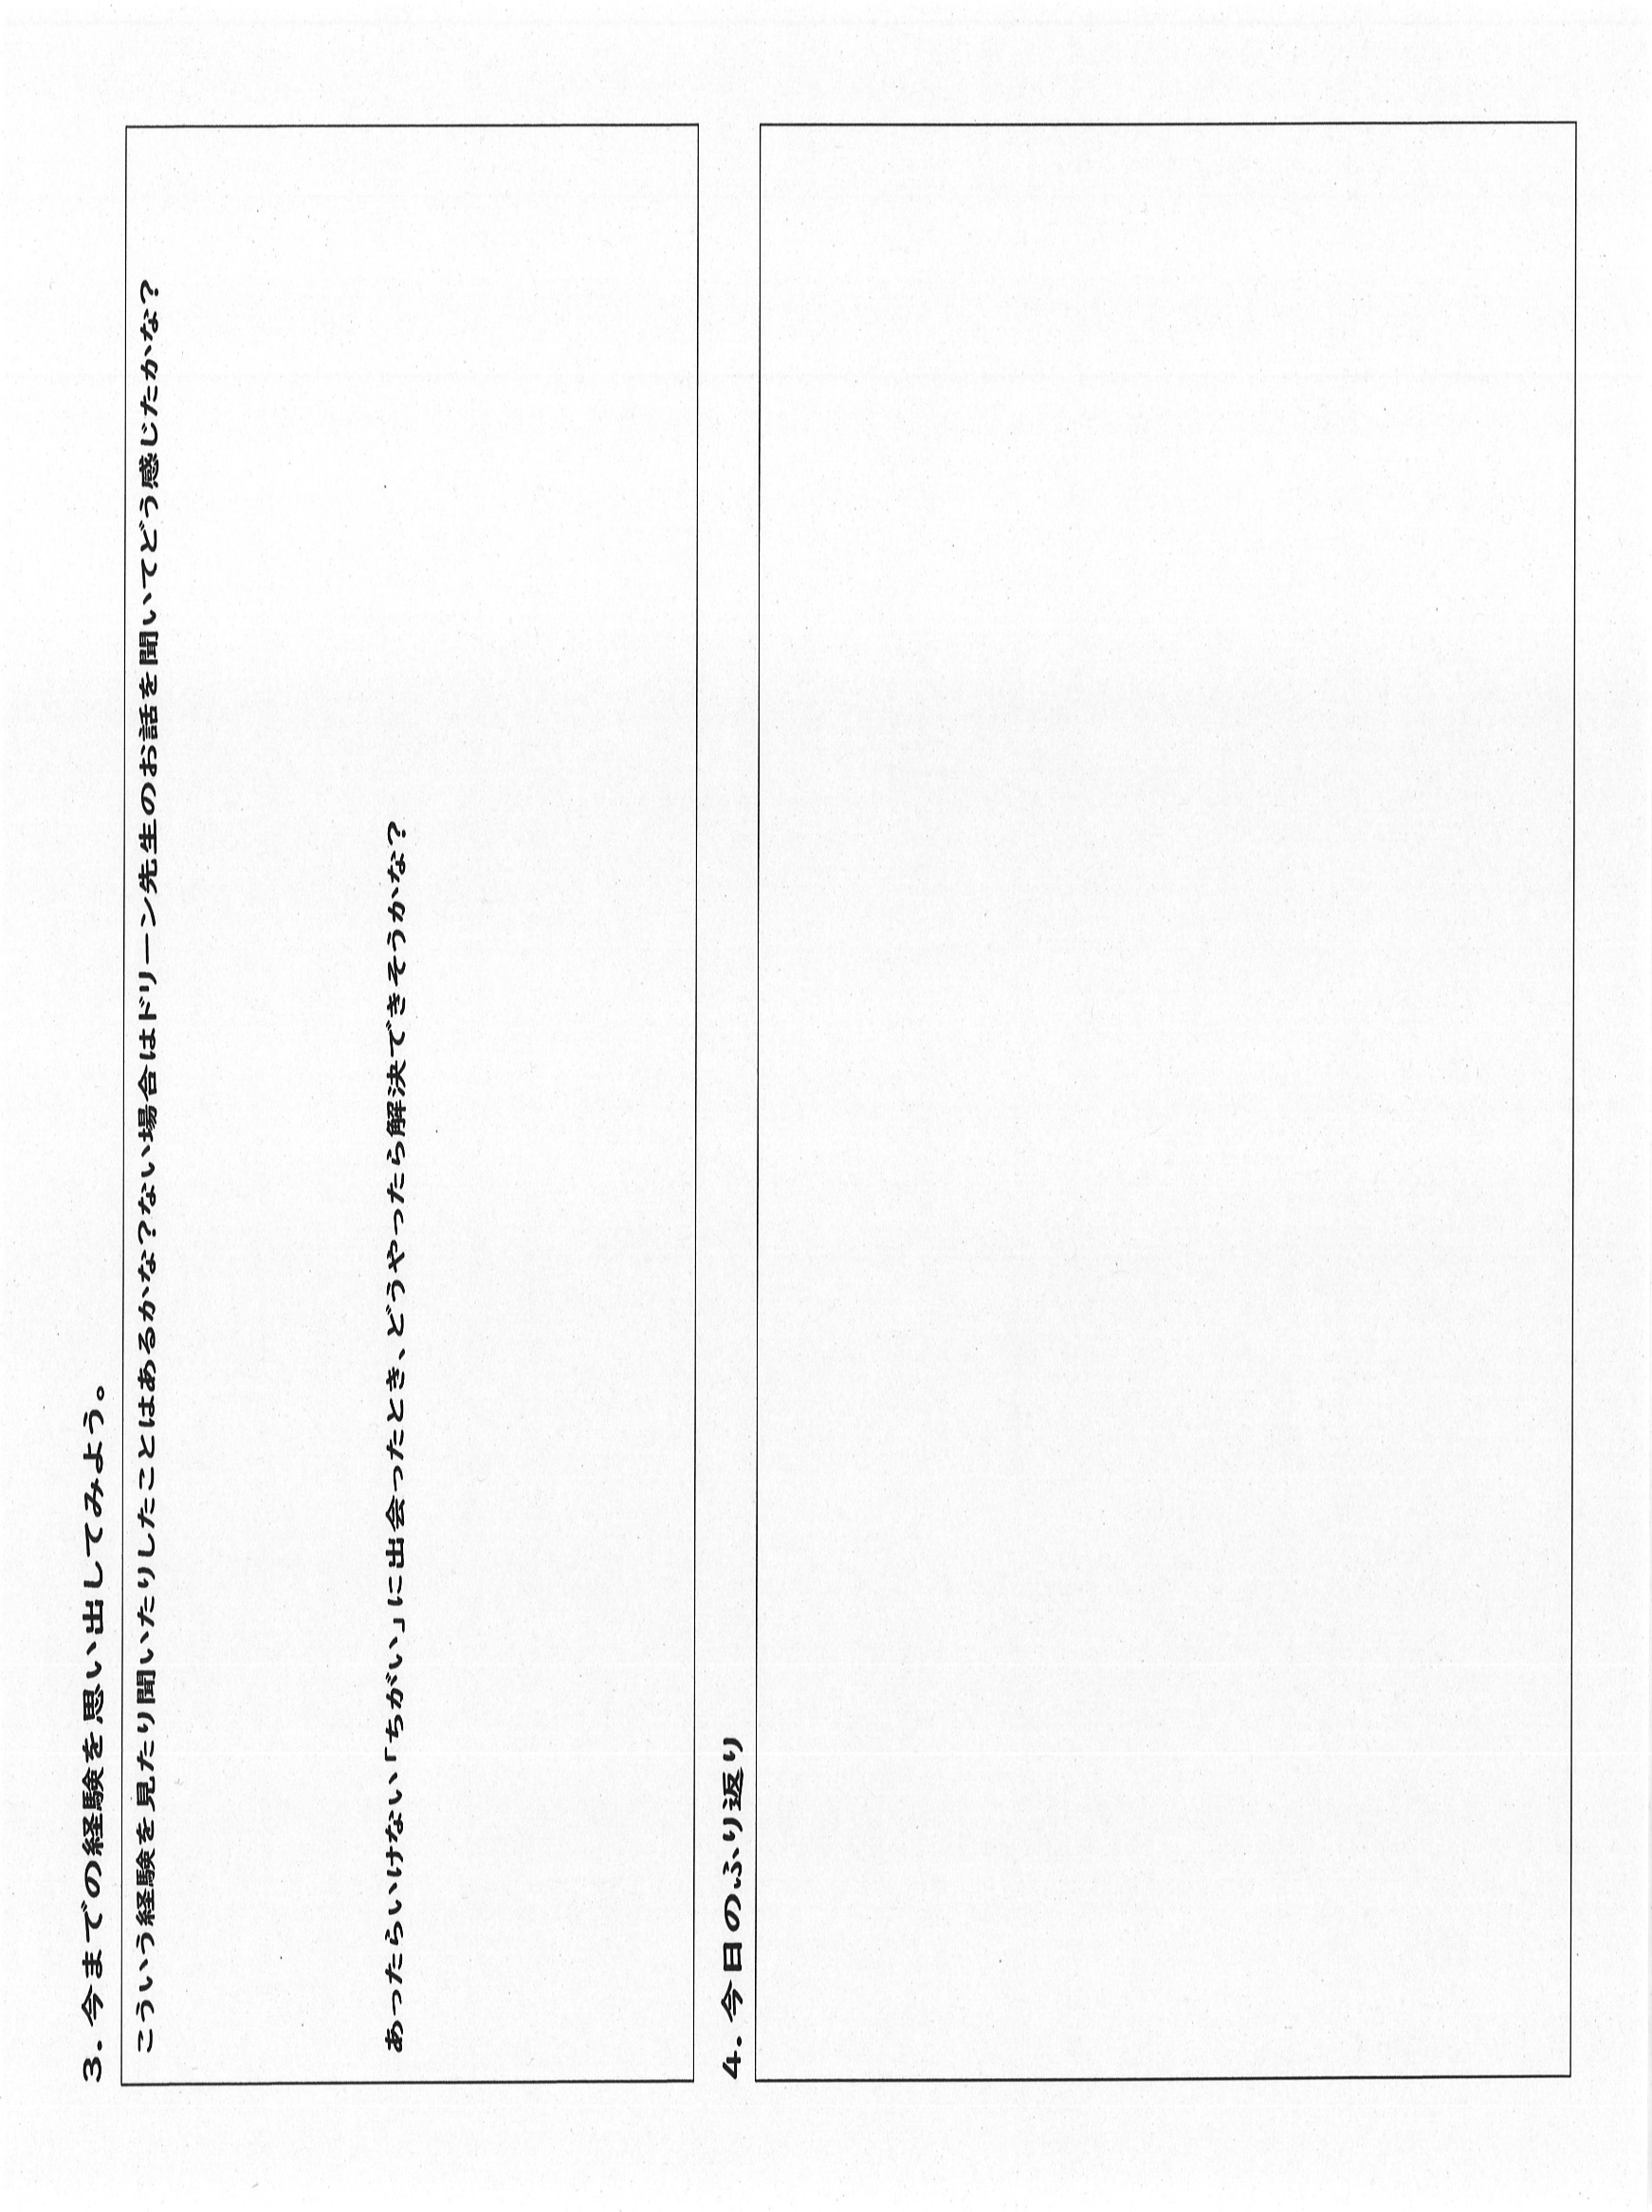 3. 今までの経験を思い出してみよう。
こういう経験を見たり聞いたりしたことはあるかな？ない場合はドリーン先生のお話を聞いてどう感じたかな？
あったらいけない「ちがい」に出会ったとき、どうやったら解決できそうかな？
4. 今日のふり返り